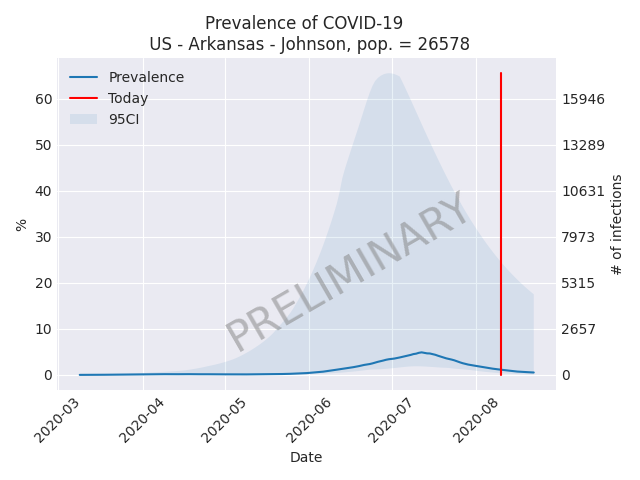 Prevalence of COVID-19
US - Arkansas - Johnson, pop. = 26578
Prevalence
Today
95CI
PRELIMINARY
%
60
50
40
30
20
10
0
15946
13289
10631
7973
5315
2657
0
# of infections
2020-03
2020-04
2020-05
2020-06
2020-07
2020-08
Date